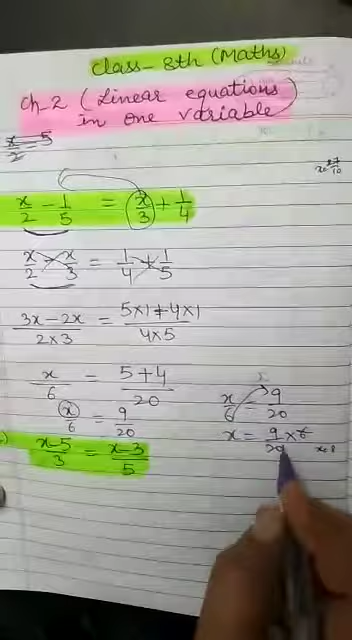 Class - 8th (Maths)
Ch-2 (Linear equations
in one variable)
x/2 - 1/5 = x/3 + 1/4
x/2 - x/3 = 1/4 + 1/5
3x-2x/2×3 = 5×1+4×1/4×5
x/6 = 5+4/20
x/6 = 9/20
x-5/3 = x-3/5
x/6 = 9/20
x = 9/20 × 6